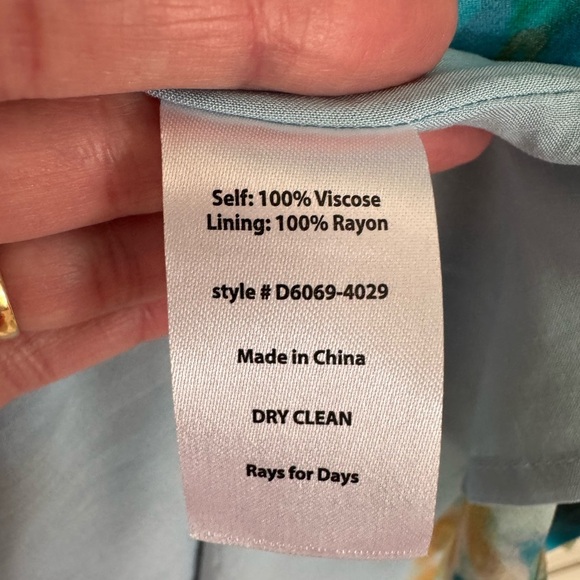 Self: 100% Viscose
Lining: 100% Rayon
style # D6069-4029
Made in China
DRY CLEAN
Rays for Days